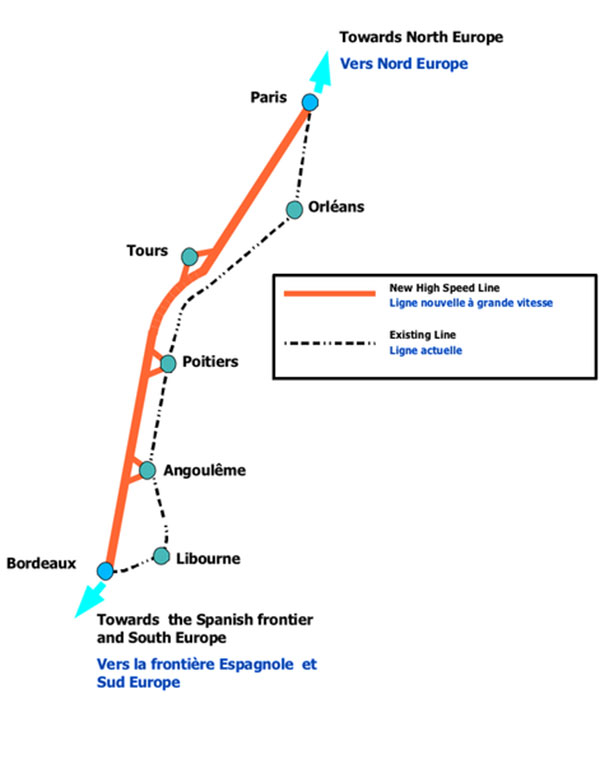 Towards North Europe
Vers Nord Europe
Paris
Orléans
Tours
New High Speed Line
Ligne nouvelle à grande vitesse
Existing Line
Ligne actuelle
Poitiers
Angoulême
Libourne
Bordeaux
Towards the Spanish frontier
and South Europe
Vers la frontière Espagnole et
Sud Europe